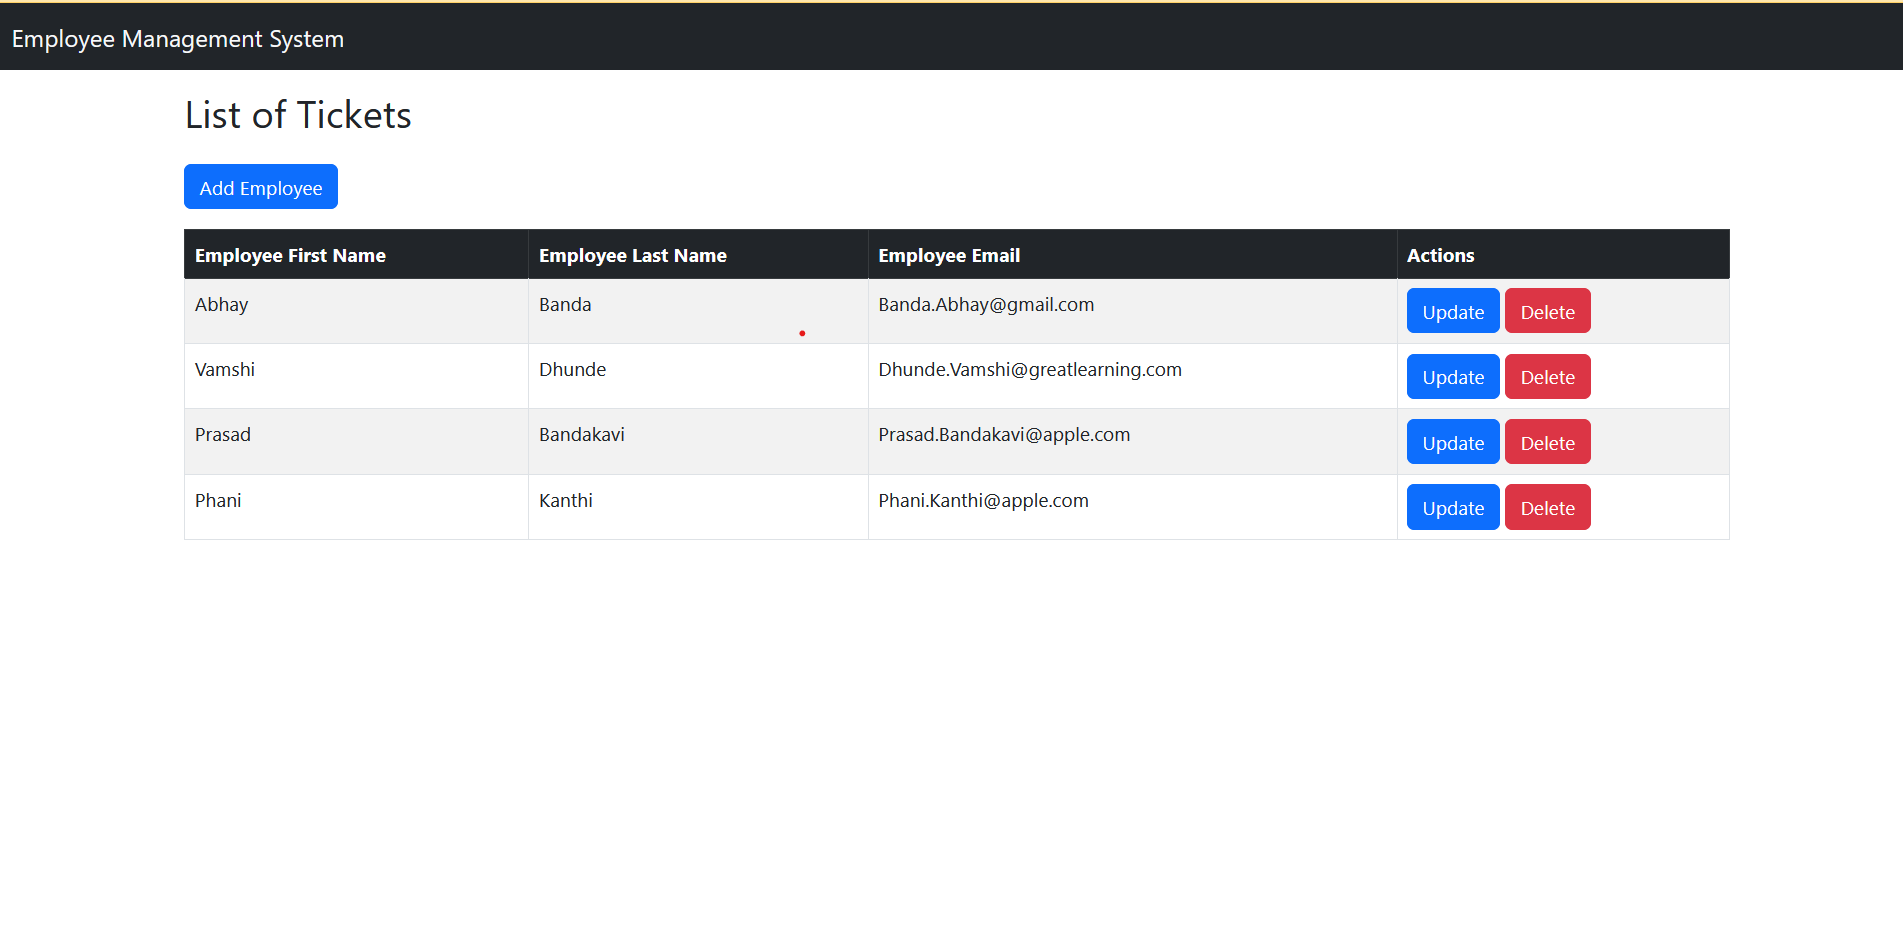 Employee Management System
List of Tickets
Add Employee
Employee First Name Employee Last Name Employee Email Actions
Abhay Banda Banda.Abhay@gmail.com Update Delete
Vamshi Dhunde Dhunde.Vamshi@greatlearning.com Update Delete
Prasad Bandakavi Prasad.Bandakavi@apple.com Update Delete
Phani Kanthi Phani.Kanthi@apple.com Update Delete